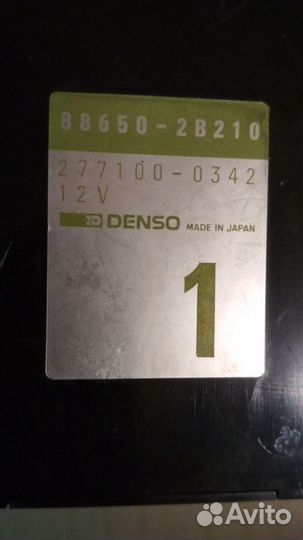 88650-2B210
277100-0342
12V
DENSO MADE IN JAPAN
1
Avito